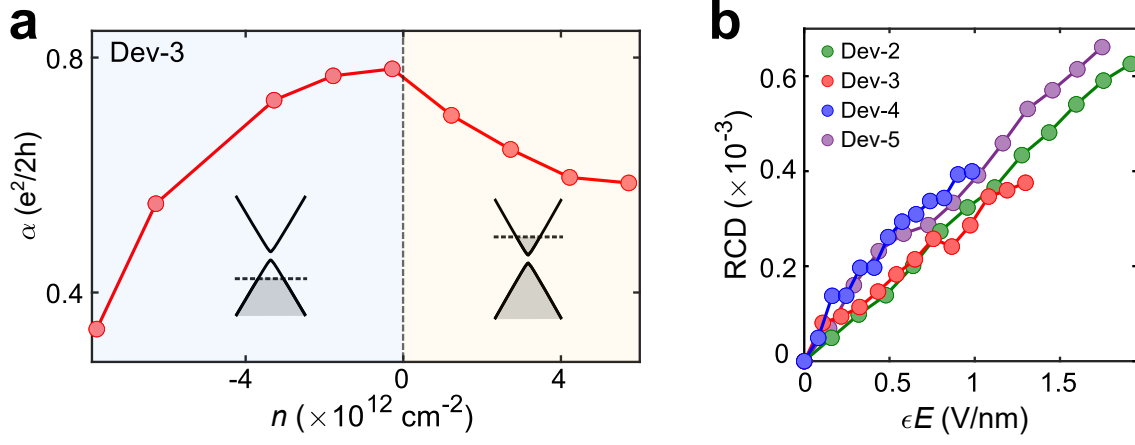 a
Dev-3
0.8
0.4
α (e²/2h)
-4
0
4
n (×10¹² cm⁻²)
b
Dev-2
Dev-3
Dev-4
Dev-5
0.6
0.4
0.2
0
RCD (×10⁻³)
0
0.5
1
1.5
ϵE (V/nm)